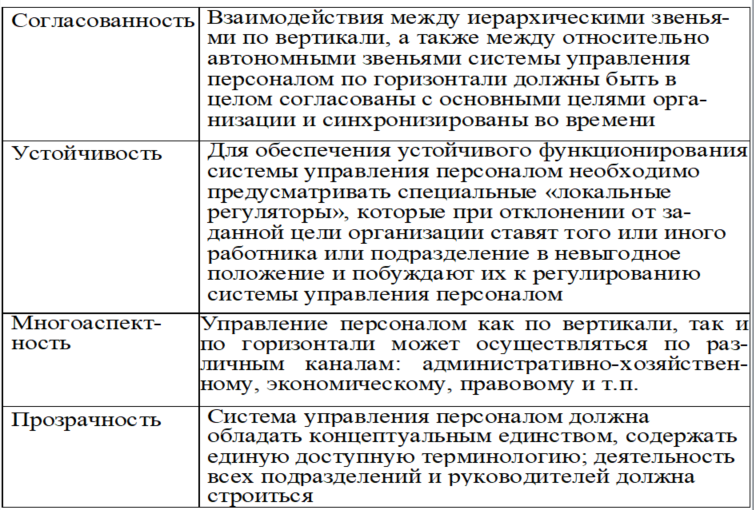 Согласованность
Взаимодействия между иерархическими звенья-
ми по вертикали, а также между относительно
автономными звеньями системы управления
персоналом по горизонтали должны быть в
целом согласованы с основными целями орга-
низации и синхронизированы во времени
Устойчивость
Для обеспечения устойчивого функционирования
системы управления персоналом необходимо
предусматривать специальные «локальные
регуляторы», которые при отклонении от за-
данной цели организации ставят того или иного
работника или подразделение в невыгодное
положение и побуждают их к регулированию
системы управления персоналом
Многоаспект-
ность
Управление персоналом как по вертикали, так и
по горизонтали может осуществляться по раз-
личным каналам: административно-хозяйствен-
ному, экономическому, правовому и т.п.
Прозрачность
Система управления персоналом должна
обладать концептуальным единством, содержать
единую доступную терминологию; деятельность
всех подразделений и руководителей должна
строиться